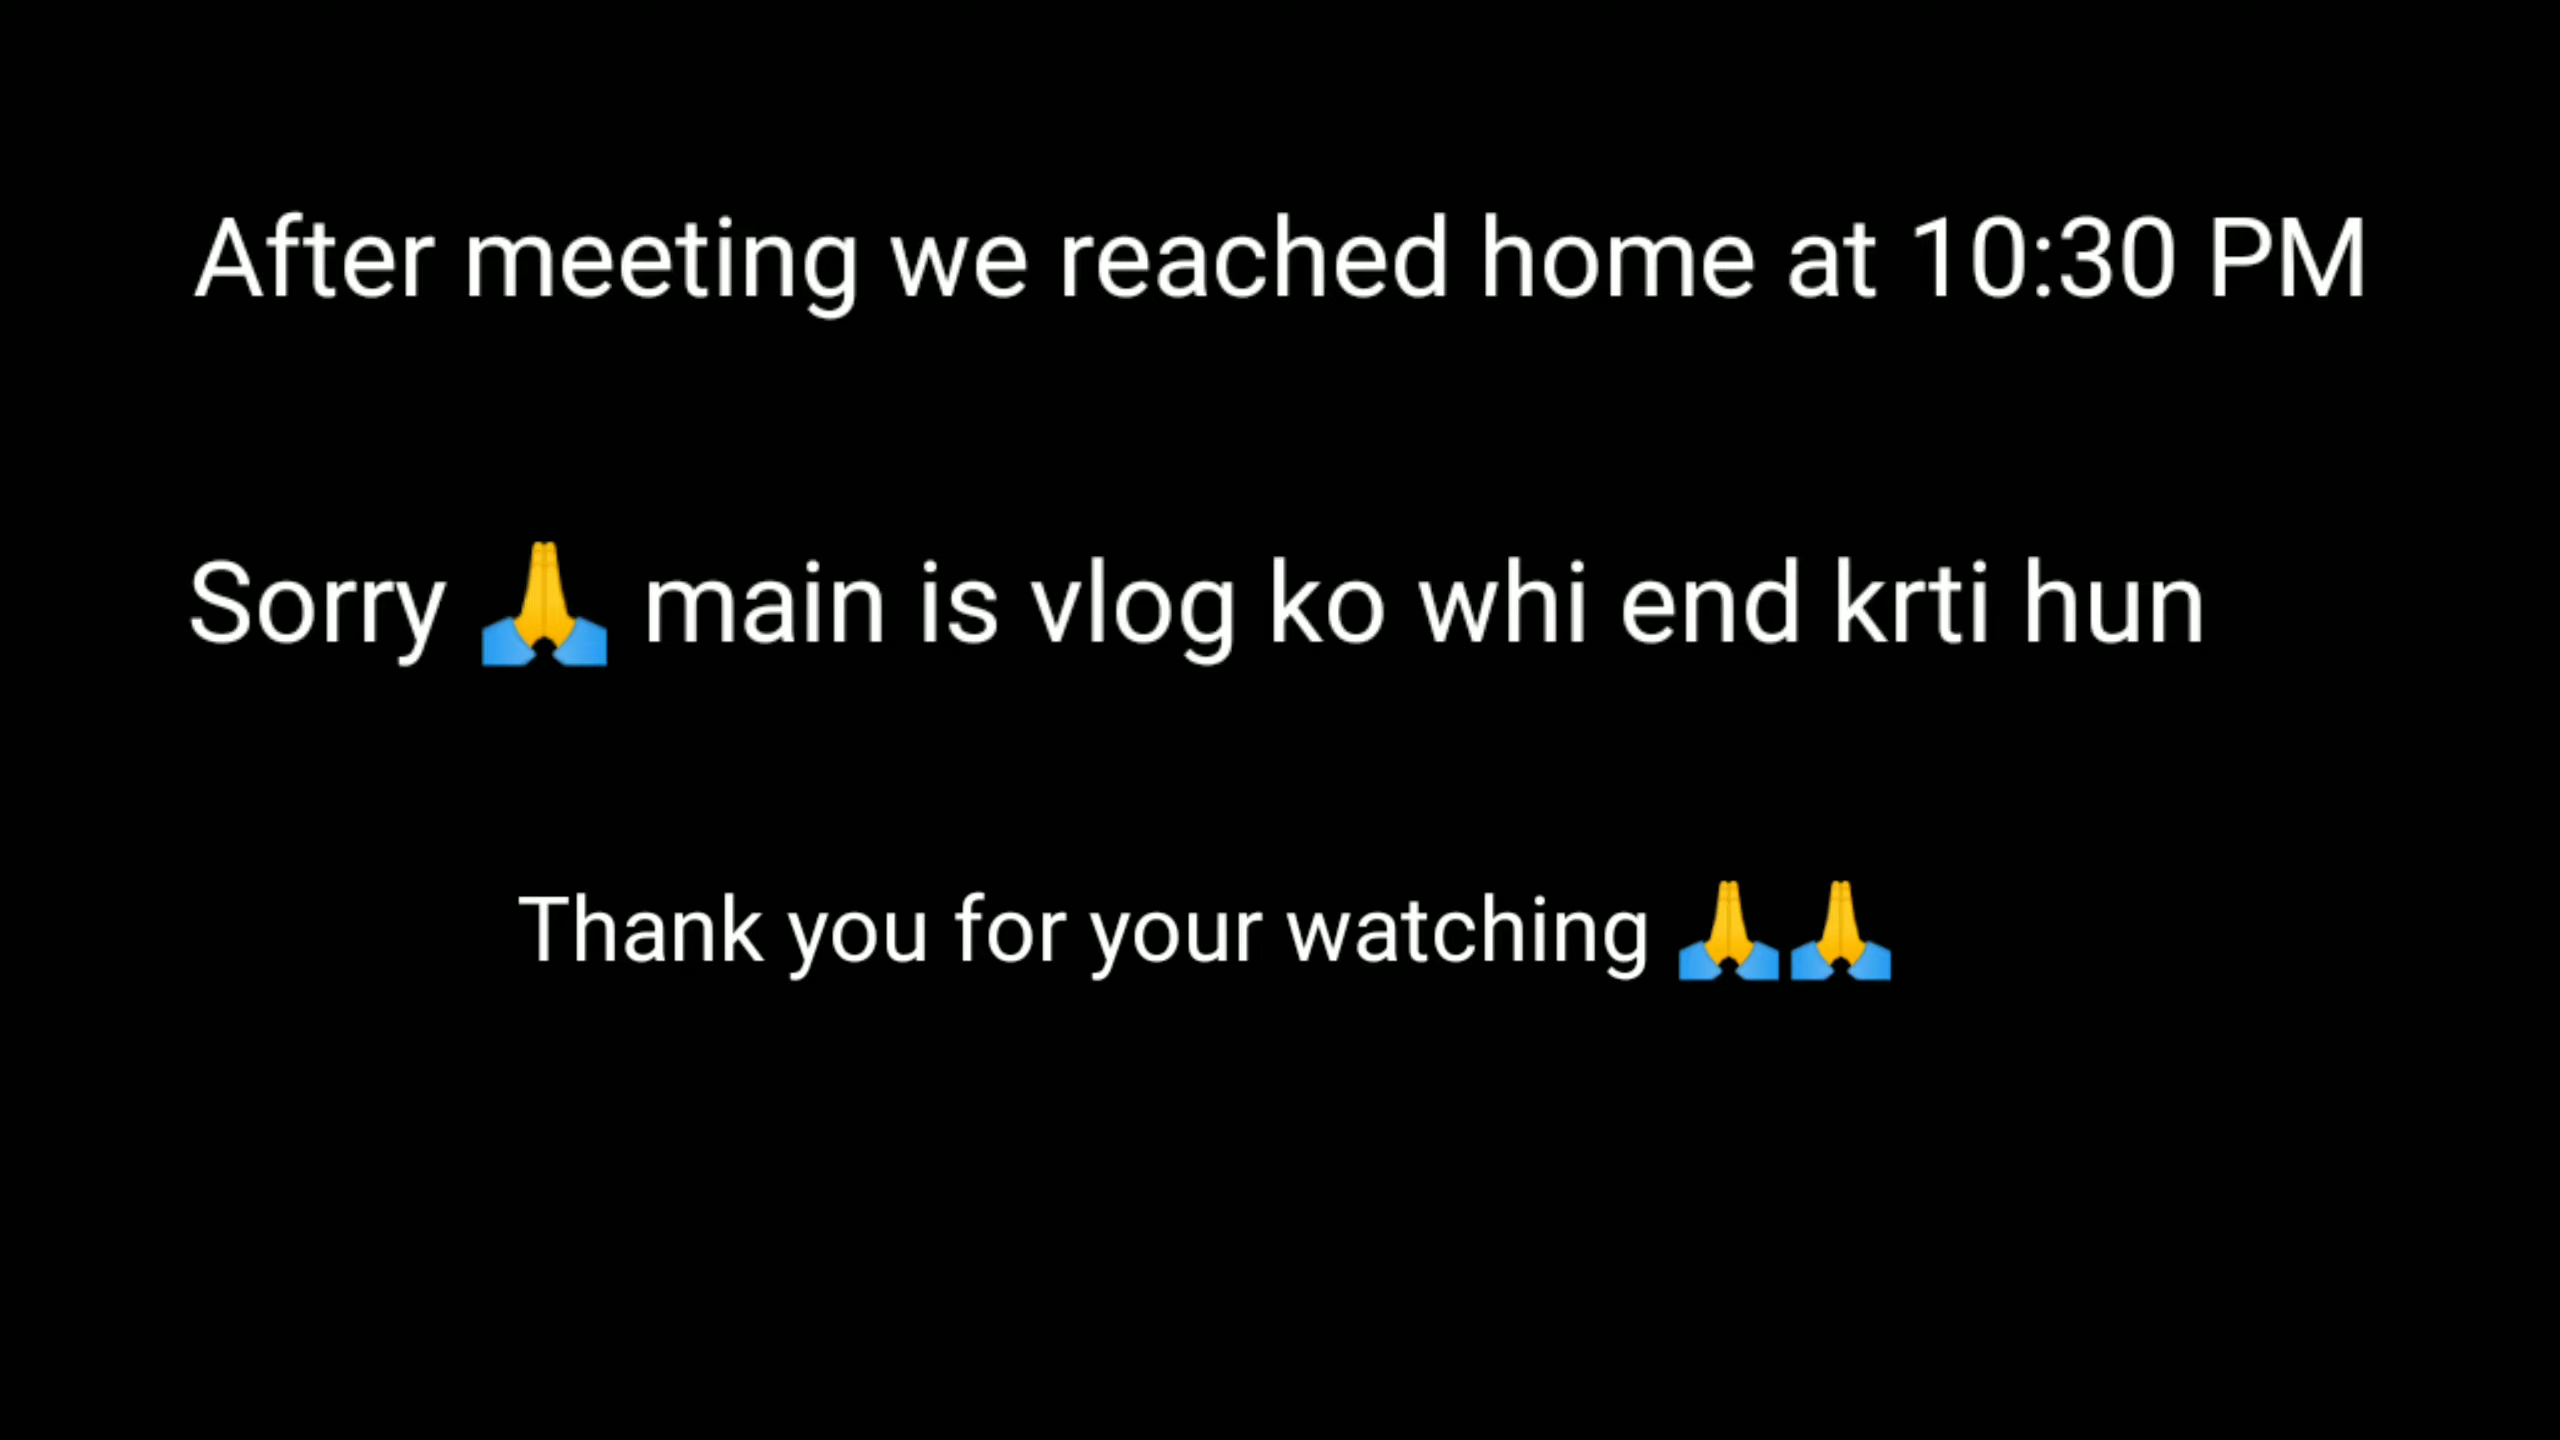 After meeting we reached home at 10:30 PM
Sorry 🙏 main is vlog ko whi end krti hun
Thank you for your watching 🙏🙏